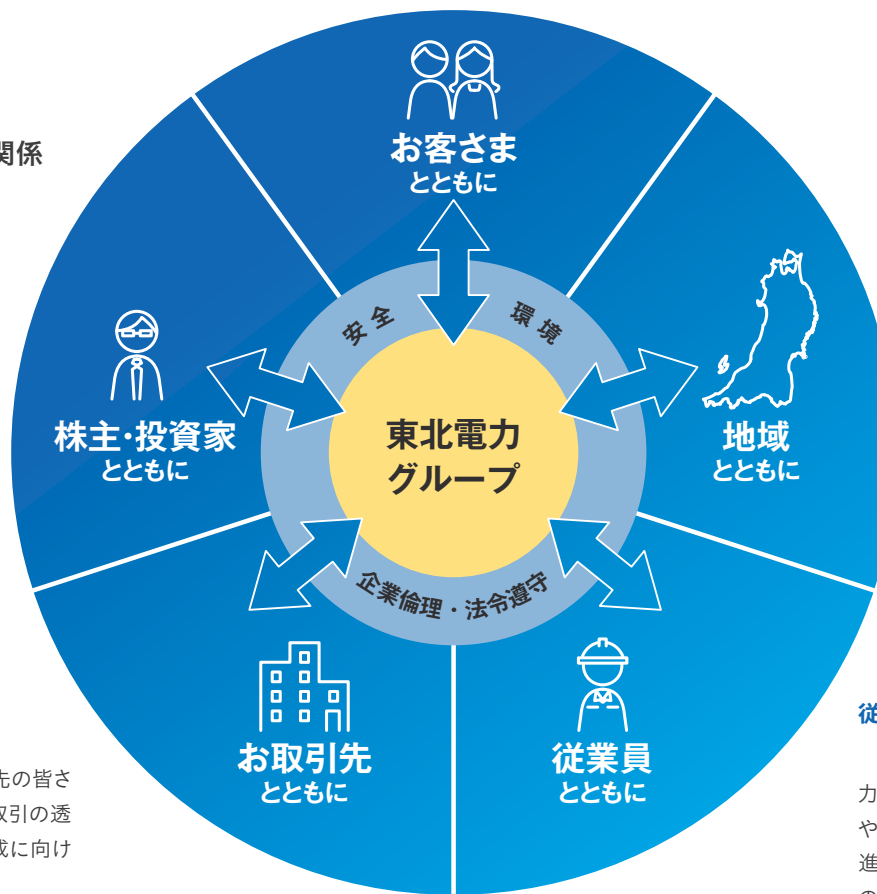 関係
お客さま
とともに
安全
環境
株主・投資家
とともに
東北電力
グループ
地域
とともに
企業倫理・法令遵守
お取引先
とともに
従業員
とともに
従
先の皆さ
取引の透
成に向け
力
や
進
の